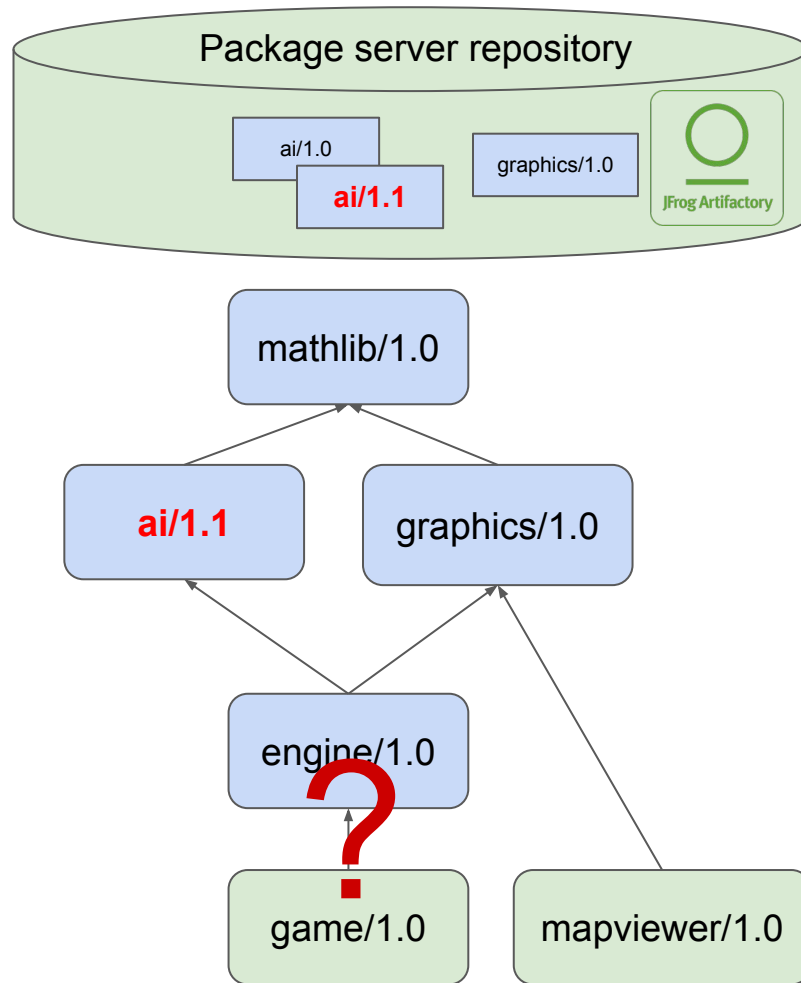 Package server repository
ai/1.0
ai/1.1
graphics/1.0
JFrog Artifactory
mathlib/1.0
ai/1.1
graphics/1.0
engine/1.0
?
game/1.0
mapviewer/1.0